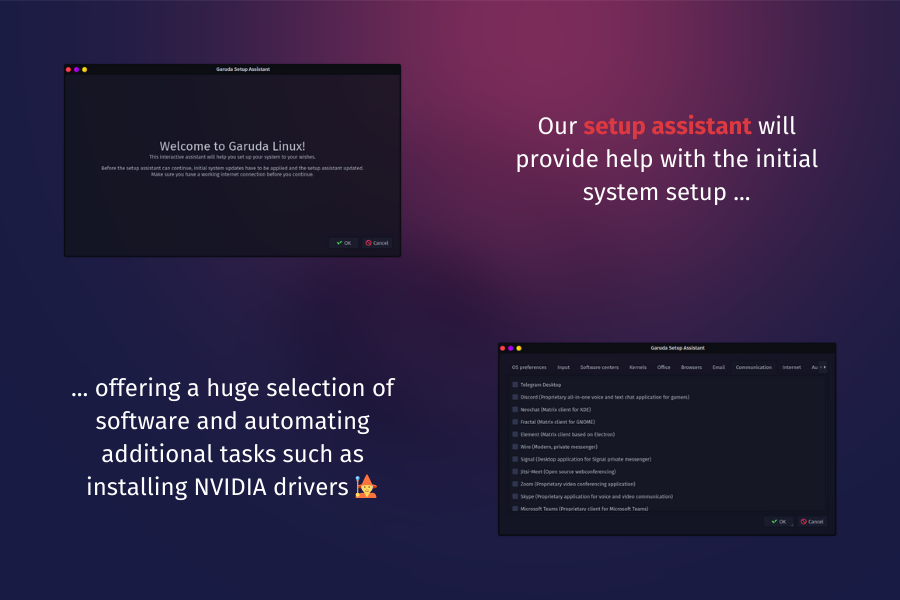 Garuda Setup Assistant
Welcome to Garuda Linux!
This interactive assistant will help you set up your system to your wishes.
Before the setup assistant can continue, initial system updates have to be applied and the setup assistant updated.
Make sure you have a working internet connection before you continue.
OK Cancel
Our setup assistant will
provide help with the initial
system setup ...
... offering a huge selection of
software and automating
additional tasks such as
installing NVIDIA drivers
Garuda Setup Assistant
OS preferences Input Software centers Kernels Office Browsers Email Communication Internet Au
Telegram Desktop
Discord (Proprietary all-in-one voice and text chat application for gamers)
Neochat (Matrix client for KDE)
Fractal (Matrix client for GNOME)
Element (Matrix client based on Electron)
Wire (Modern, private messenger)
Signal (Desktop application for Signal private messenger)
Jitsi-Meet (Open source webconferencing)
Zoom (Proprietary video conferencing application)
Skype (Proprietary application for voice and video communication)
Microsoft Teams (Proprietary client for Microsoft Teams)
OK Cancel